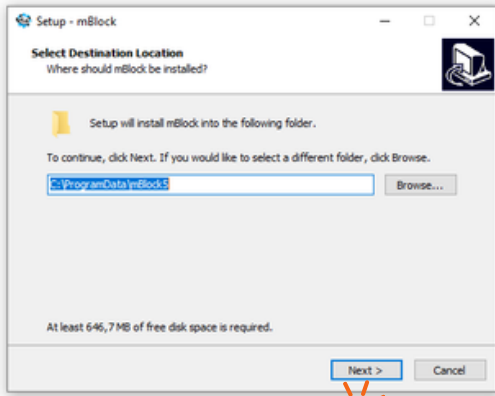 Setup - mBlock
Select Destination Location
Where should mBlock be installed?
Setup will install mBlock into the following folder.
To continue, click Next. If you would like to select a different folder, click Browse.
C:\ProgramData\mBlock5
Browse...
At least 646,7 MB of free disk space is required.
Next >
Cancel